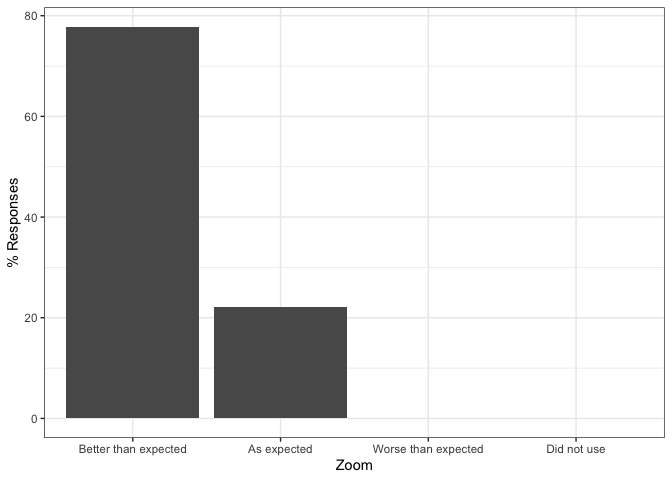 80
60
40
20
0
% Responses
Better than expected As expected Worse than expected Did not use
Zoom